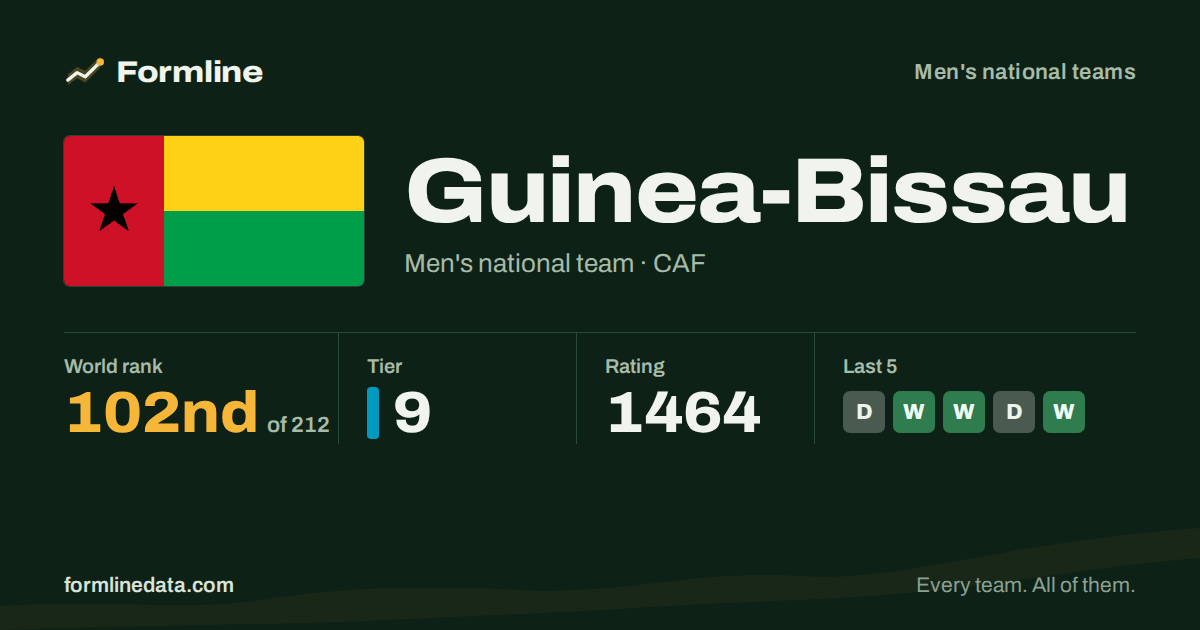 Formline
Men's national teams
Guinea-Bissau
Men's national team · CAF
World rank
102nd of 212
Tier
9
Rating
1464
Last 5
D W W D W
formlinedata.com
Every team. All of them.